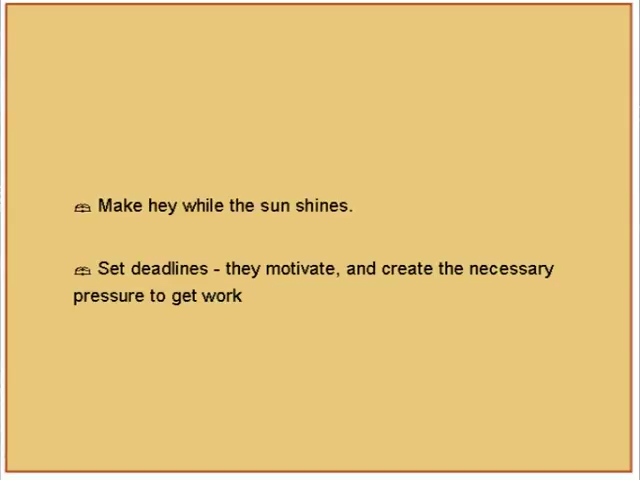 Make hey while the sun shines.
Set deadlines - they motivate, and create the necessary
pressure to get work